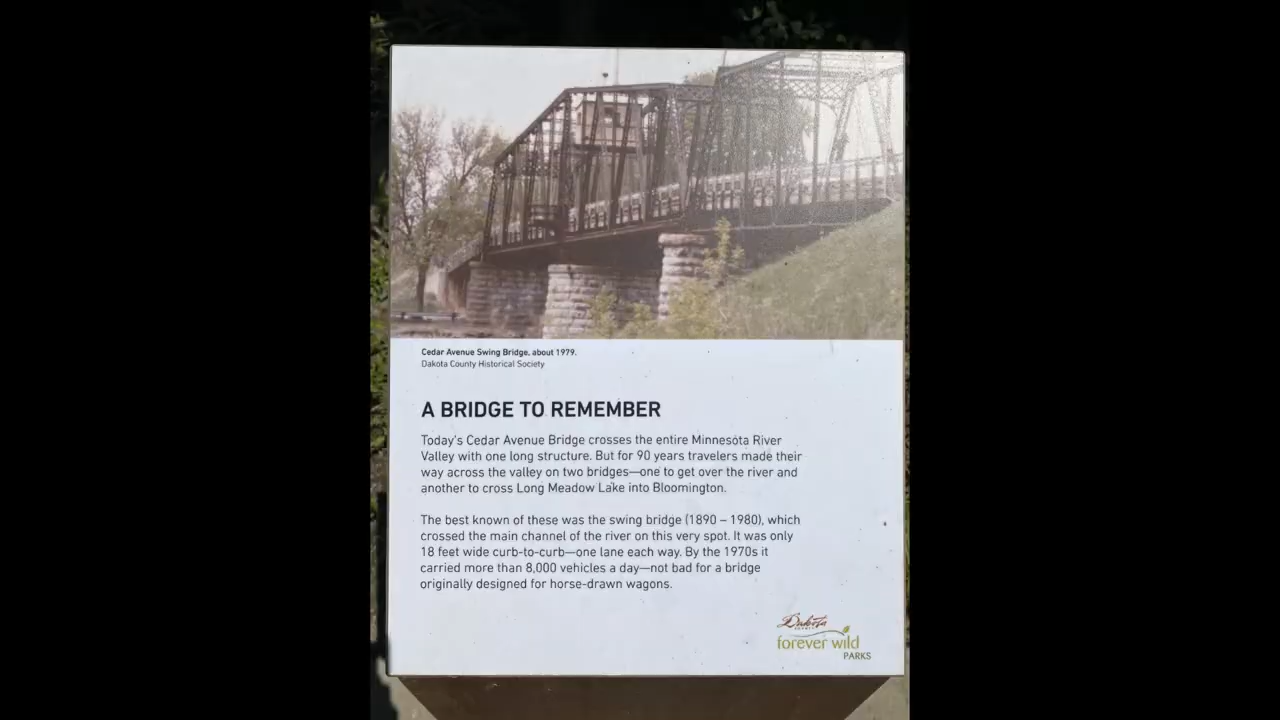 Cedar Avenue Swing Bridge, about 1979.
Dakota County Historical Society
A BRIDGE TO REMEMBER
Today's Cedar Avenue Bridge crosses the entire Minnesota River
Valley with one long structure. But for 90 years travelers made their
way across the valley on two bridges—one to get over the river and
another to cross Long Meadow Lake into Bloomington.
The best known of these was the swing bridge (1890 – 1980), which
crossed the main channel of the river on this very spot. It was only
18 feet wide curb-to-curb—one lane each way. By the 1970s it
carried more than 8,000 vehicles a day—not bad for a bridge
originally designed for horse-drawn wagons.
Dakota
COUNTY
forever wild
PARKS